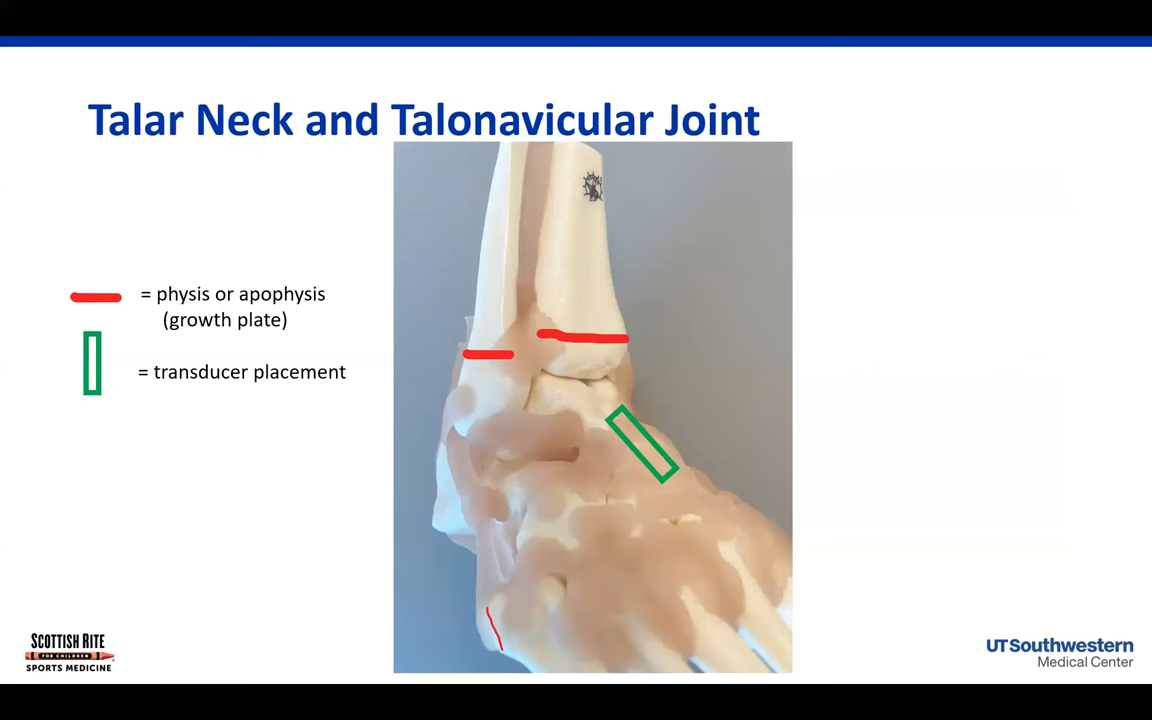 Talar Neck and Talonavicular Joint
= physis or apophysis
(growth plate)
= transducer placement
SCOTTISH RITE
FOR CHILDREN
SPORTS MEDICINE
UTSouthwestern
Medical Center